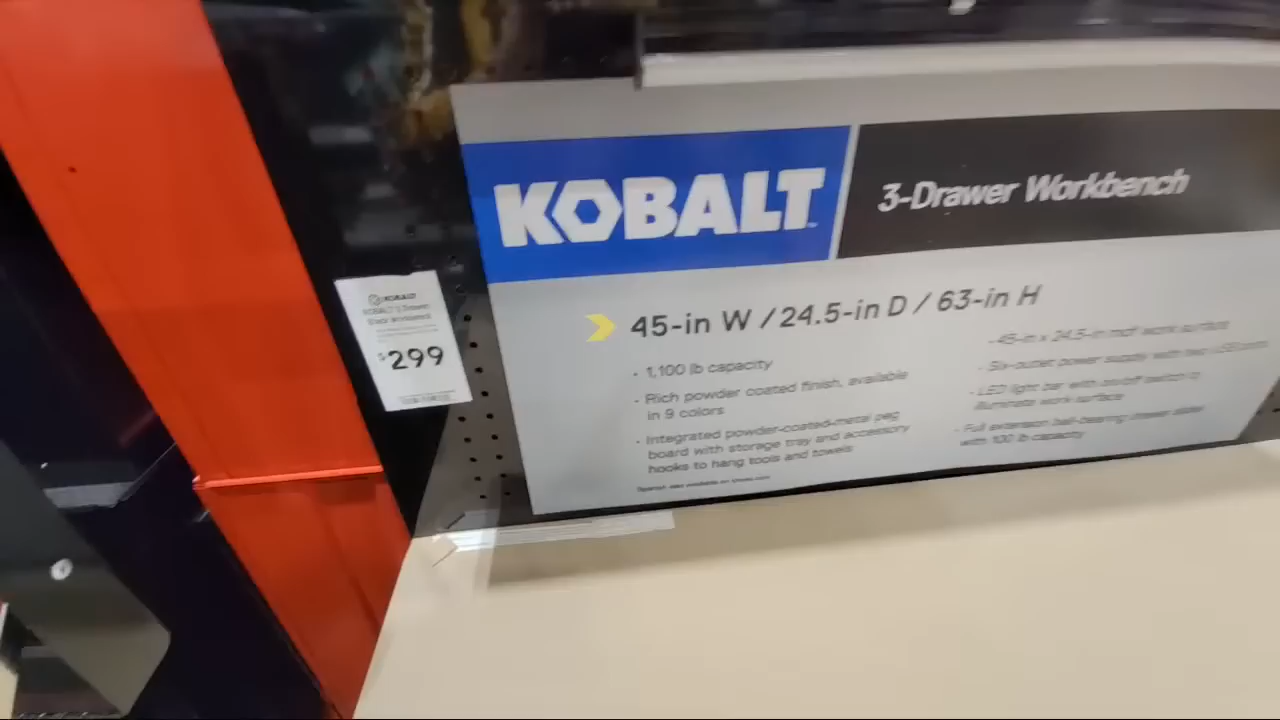 KOBALT
3-Drawer Workbench
45-in W / 24.5-in D / 63-in H
· 1,100 lb capacity
· Rich powder coated finish, available
in 9 colors
· Integrated powder-coated-metal peg
board with storage tray and accessory
hooks to hang tools and towels
- 45-in x 24.5-in mdf work surface
- Six-outlet power supply with two USB
- LED light bar with on/off switch to
illuminate work surface
- Full extension ball-bearing drawer slides
with 100 lb capacity
KOBALT
$299